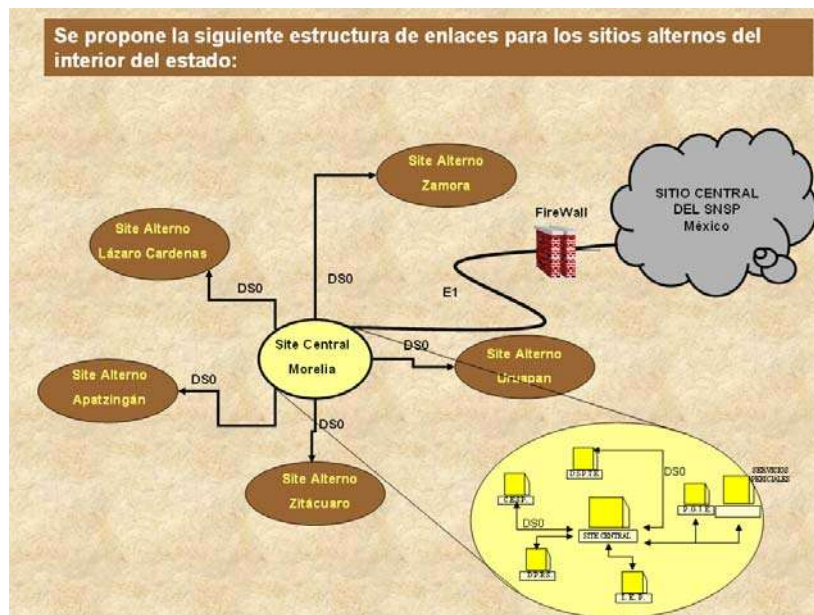 Se propone la siguiente estructura de enlaces para los sitios alternos del
interior del estado:
Site Alterno
Zamora
SITIO CENTRAL
DEL SNSP
México
FireWall
Site Alterno
Lázaro Cardenas
DS0
DS0
E1
Site Central
Morelia
DS0
Site Alterno
Uruapan
Site Alterno
Apatzingán
DS0
DS0
Site Alterno
Zitácuaro
SERVICIOS
PERICIALES
DS0
P.G.J.E.
DS0
SITE CENTRAL